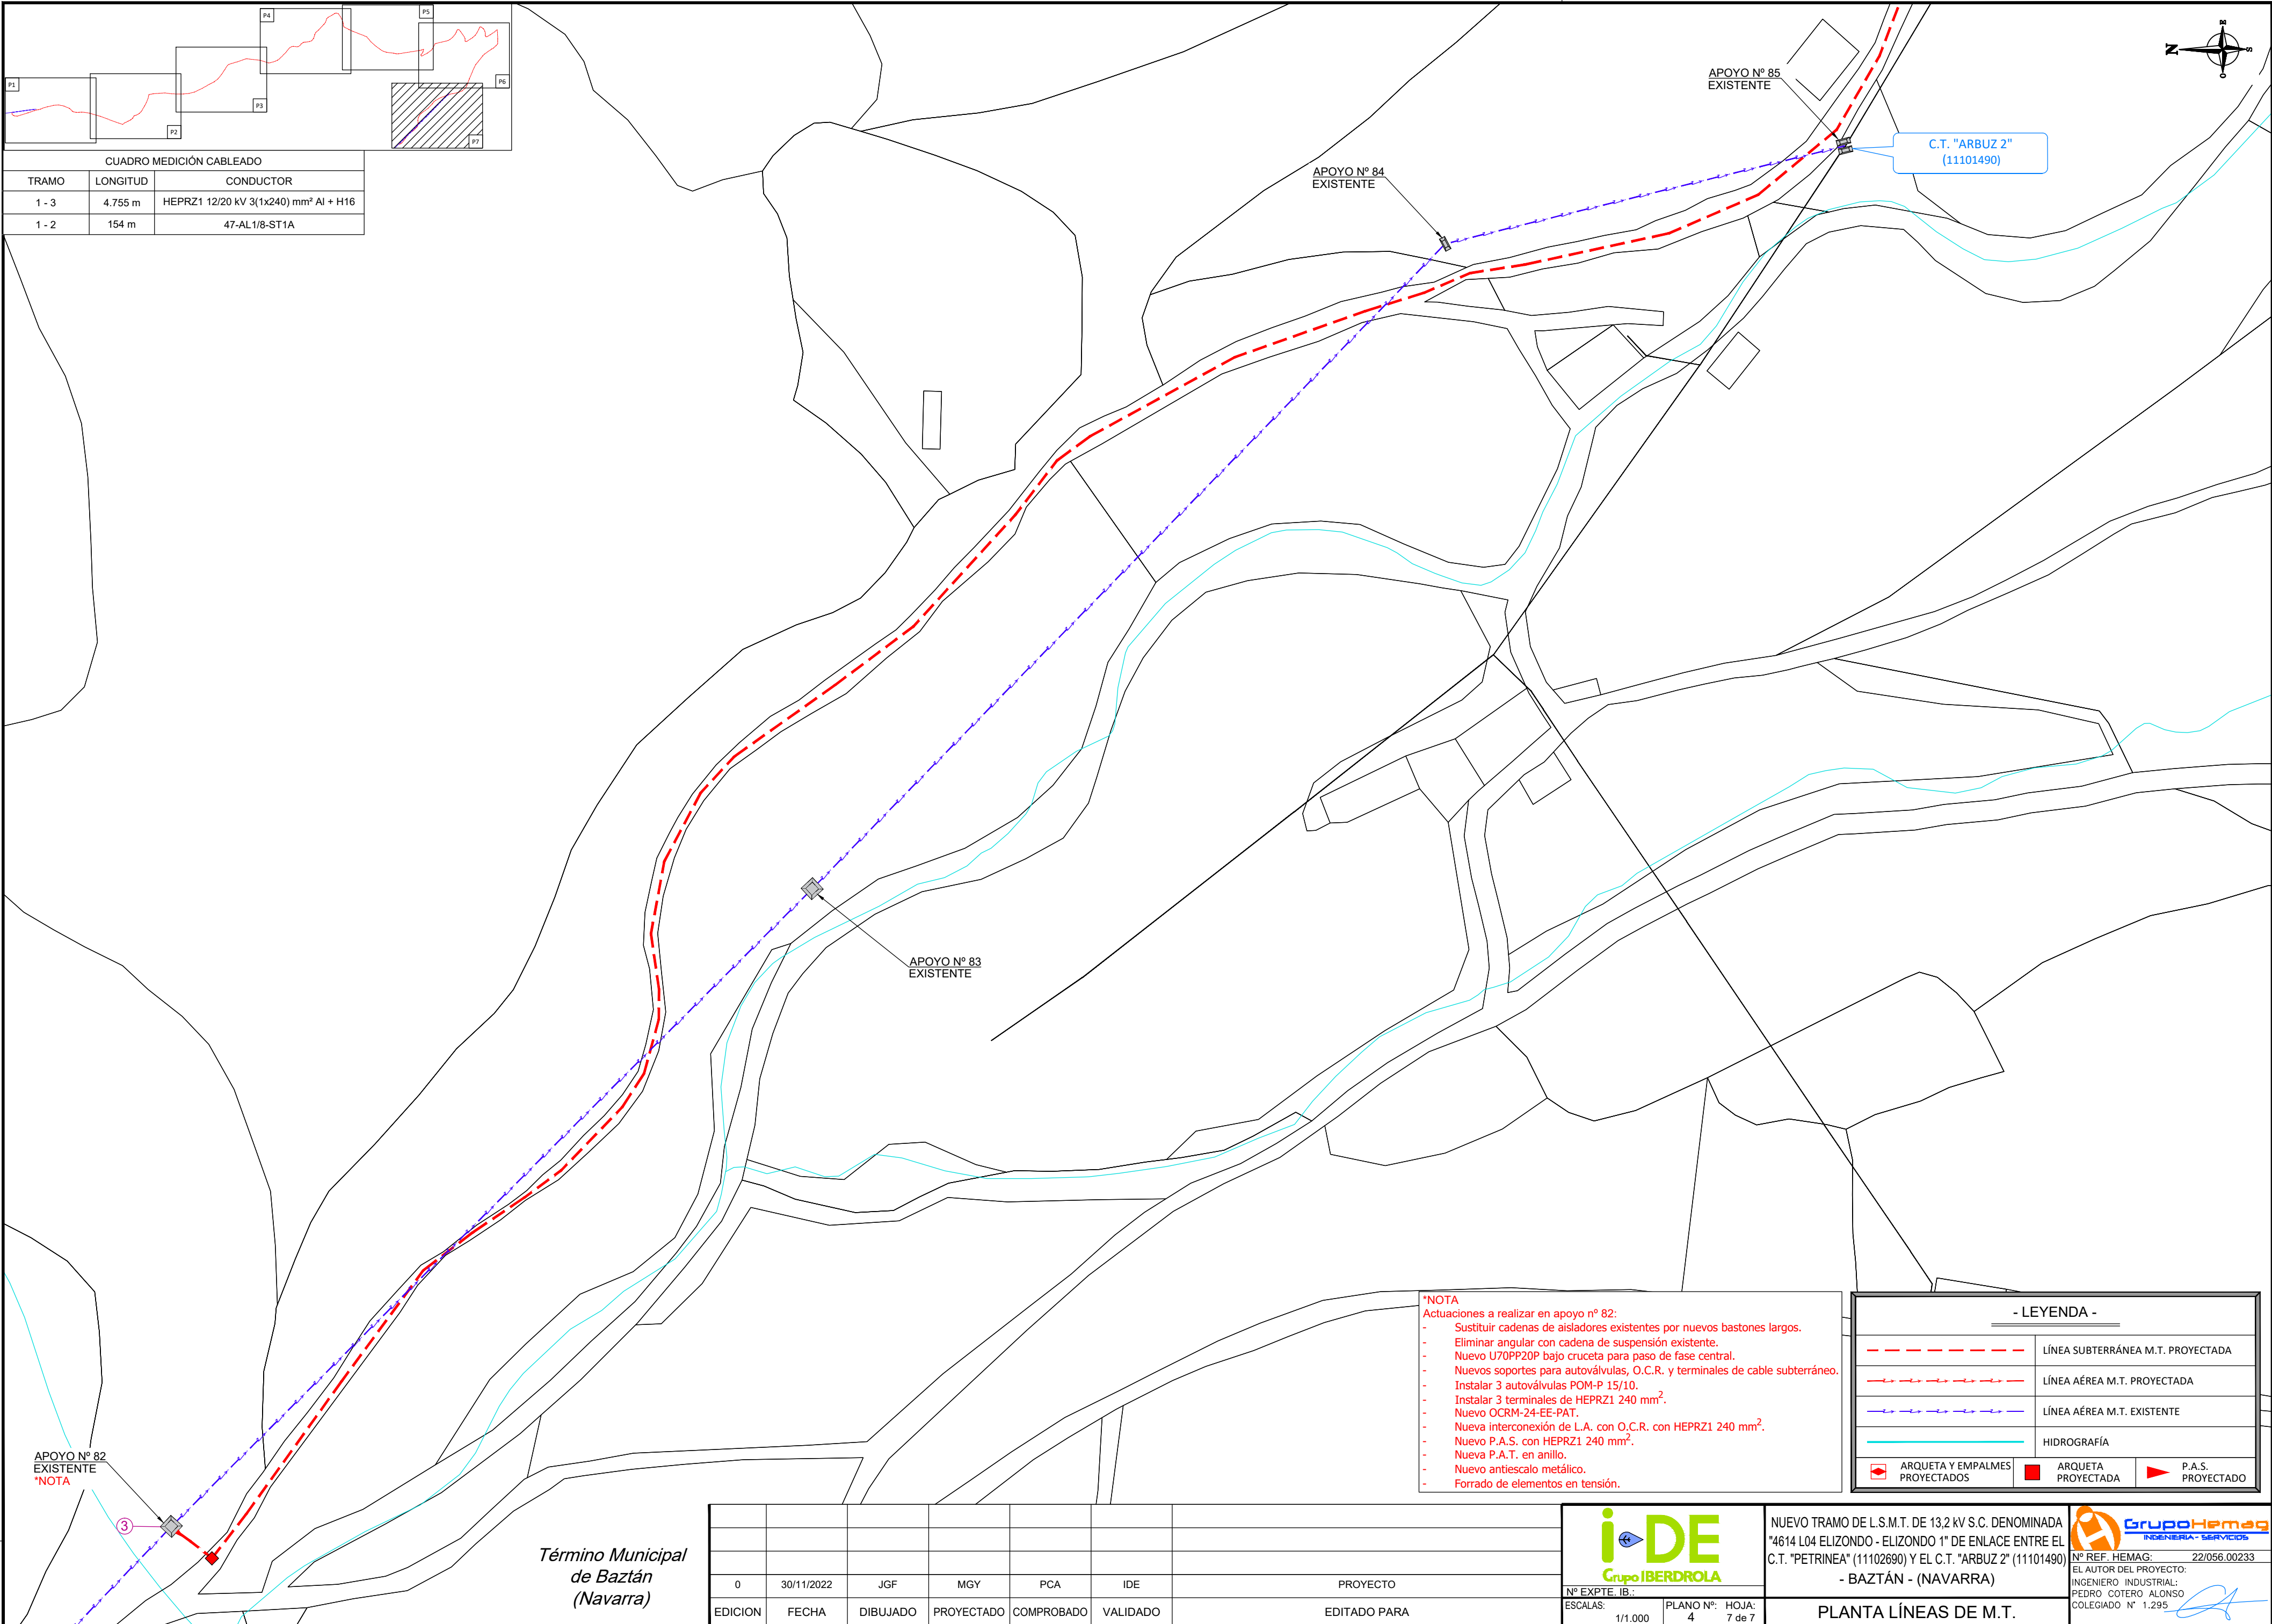 P1
P2
P3
P4
P5
P6
P7
CUADRO MEDICIÓN CABLEADO
TRAMO LONGITUD CONDUCTOR
1 - 3 4.755 m HEPRZ1 12/20 kV 3(1x240) mm² Al + H16
1 - 2 154 m 47-AL1/8-ST1A
N
E
S
O
APOYO Nº 85
EXISTENTE
C.T. "ARBUZ 2"
(11101490)
APOYO Nº 84
EXISTENTE
APOYO Nº 83
EXISTENTE
APOYO Nº 82
EXISTENTE
*NOTA
3
*NOTA
Actuaciones a realizar en apoyo nº 82:
- Sustituir cadenas de aisladores existentes por nuevos bastones largos.
- Eliminar angular con cadena de suspensión existente.
- Nuevo U70PP20P bajo cruceta para paso de fase central.
- Nuevos soportes para autoválvulas, O.C.R. y terminales de cable subterráneo.
- Instalar 3 autoválvulas POM-P 15/10.
- Instalar 3 terminales de HEPRZ1 240 mm².
- Nuevo OCRM-24-EE-PAT.
- Nueva interconexión de L.A. con O.C.R. con HEPRZ1 240 mm².
- Nuevo P.A.S. con HEPRZ1 240 mm².
- Nueva P.A.T. en anillo.
- Nuevo antiescalo metálico.
- Forrado de elementos en tensión.
- LEYENDA -
LÍNEA SUBTERRÁNEA M.T. PROYECTADA
LÍNEA AÉREA M.T. PROYECTADA
LÍNEA AÉREA M.T. EXISTENTE
HIDROGRAFÍA
ARQUETA Y EMPALMES
PROYECTADOS
ARQUETA
PROYECTADA
P.A.S.
PROYECTADO
Término Municipal
de Baztán
(Navarra)
0 30/11/2022 JGF MGY PCA IDE PROYECTO
EDICION FECHA DIBUJADO PROYECTADO COMPROBADO VALIDADO EDITADO PARA
i-DE
Grupo IBERDROLA
Nº EXPTE. IB.:
ESCALAS:
1/1.000
PLANO Nº:
4
HOJA:
7 de 7
NUEVO TRAMO DE L.S.M.T. DE 13,2 kV S.C. DENOMINADA
"4614 L04 ELIZONDO - ELIZONDO 1" DE ENLACE ENTRE EL
C.T. "PETRINEA" (11102690) Y EL C.T. "ARBUZ 2" (11101490)
- BAZTÁN - (NAVARRA)
PLANTA LÍNEAS DE M.T.
GrupoHemag
INGENIERIA - SERVICIOS
Nº REF. HEMAG: 22/056.00233
EL AUTOR DEL PROYECTO:
INGENIERO INDUSTRIAL:
PEDRO COTERO ALONSO
COLEGIADO Nº 1.295